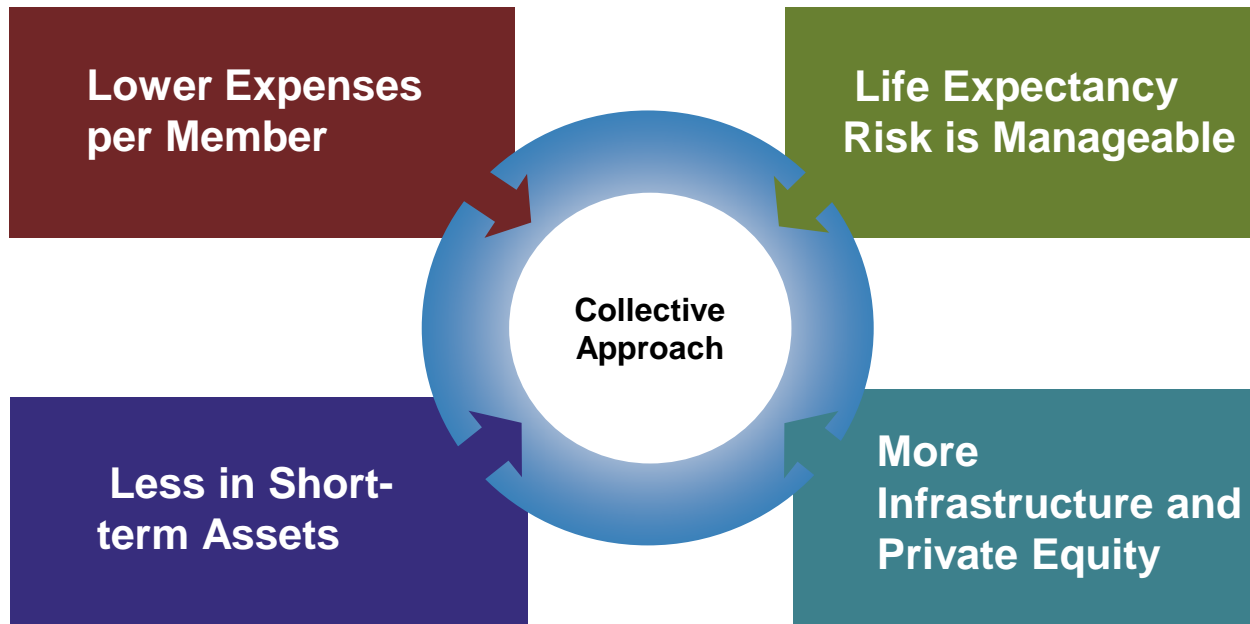 Lower Expenses
per Member
Life Expectancy
Risk is Manageable
Collective
Approach
Less in Short-
term Assets
More
Infrastructure and
Private Equity